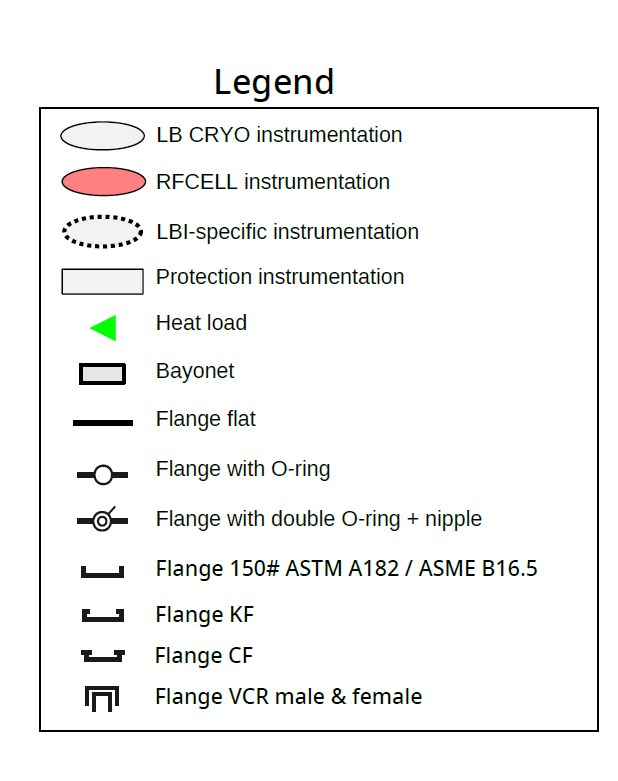 Legend
LB CRYO instrumentation
RFCELL instrumentation
LBI-specific instrumentation
Protection instrumentation
Heat load
Bayonet
Flange flat
Flange with O-ring
Flange with double O-ring + nipple
Flange 150# ASTM A182 / ASME B16.5
Flange KF
Flange CF
Flange VCR male & female